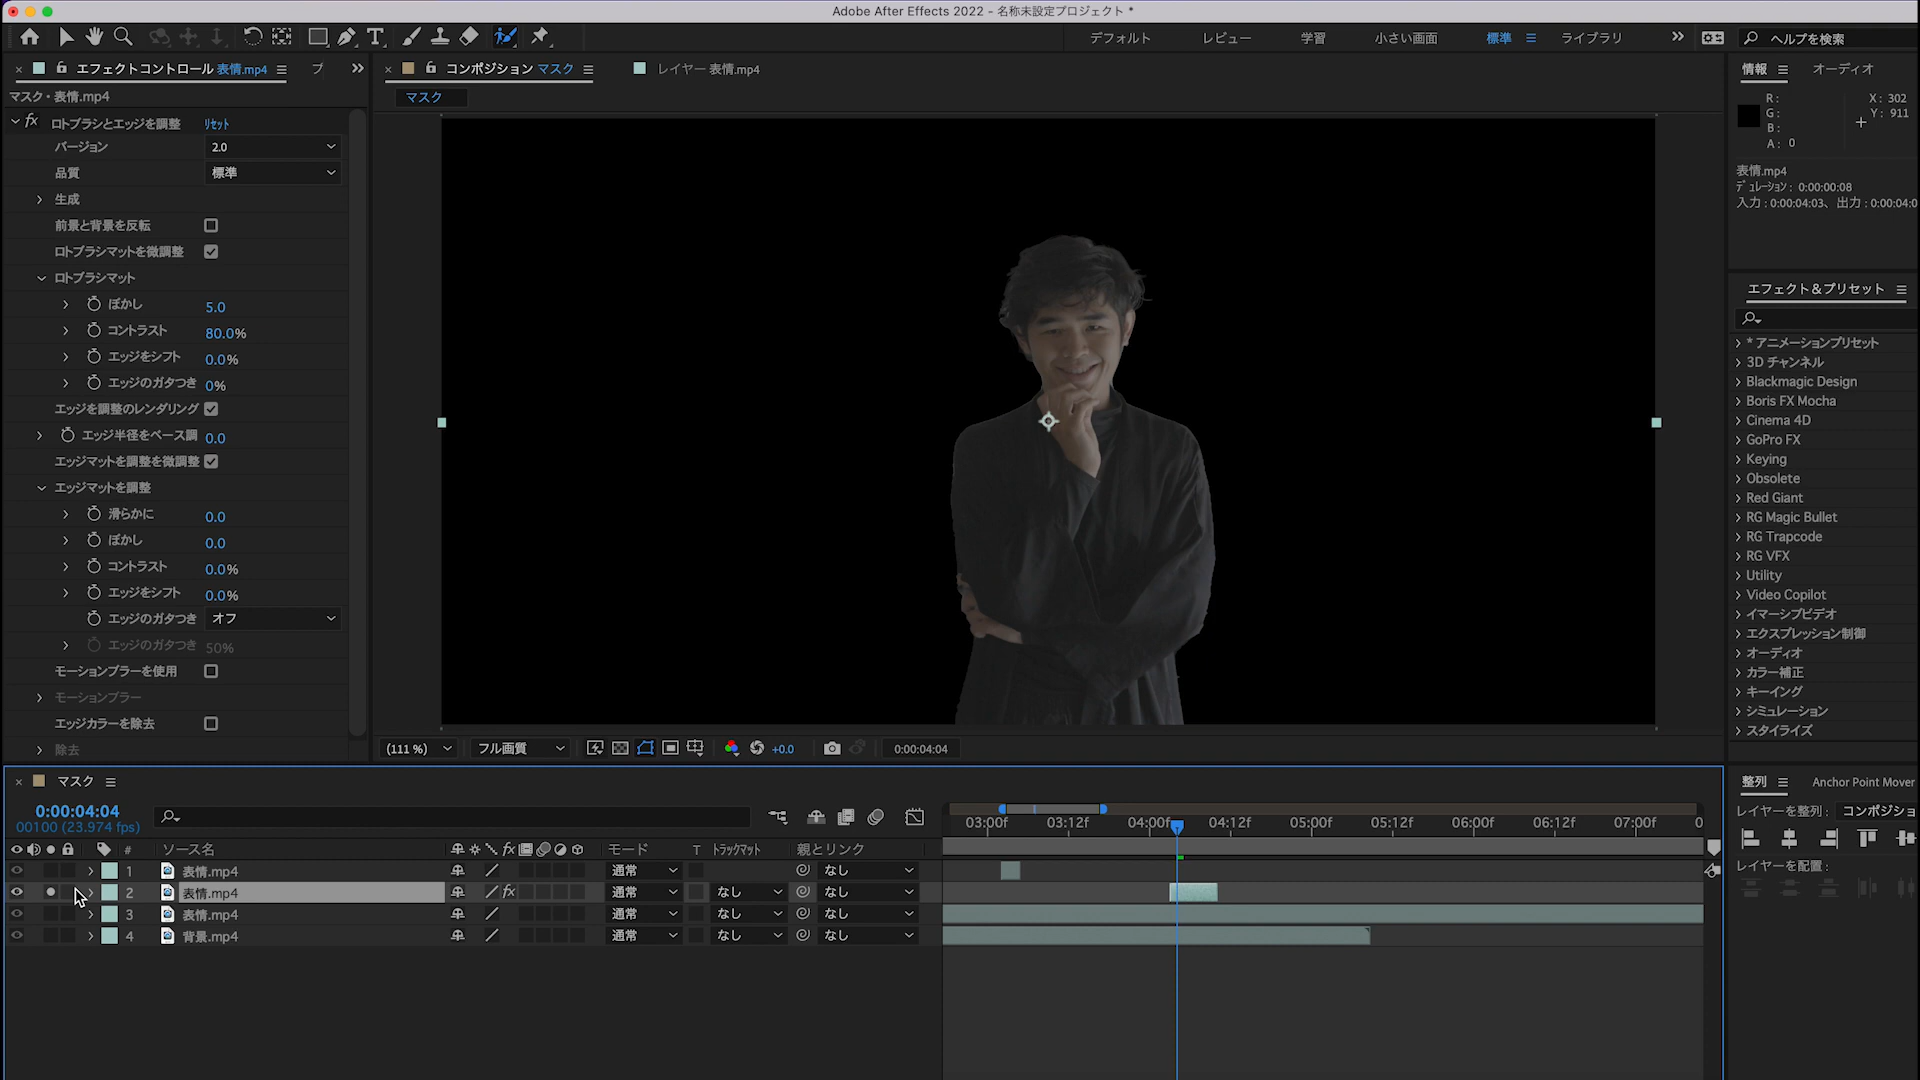 Adobe After Effects 2022 - 名称未設定プロジェクト *
デフォルト
レビュー
学習
小さい画面
標準
ライブラリ
ヘルプを検索
エフェクトコントロール 表情.mp4
プ
コンポジション マスク
レイヤー 表情.mp4
情報
オーディオ
マスク・表情.mp4
マスク
R:
G:
B:
A: 0
X: 302
Y: 911
fx ロトブラシとエッジを調整 リセット
バージョン 2.0
品質 標準
生成
前景と背景を反転
ロトブラシマットを微調整
ロトブラシマット
ぼかし 5.0
コントラスト 80.0%
エッジをシフト 0.0%
エッジのガタつき 0%
エッジを調整のレンダリング
エッジ半径をベース調 0.0
エッジマットを調整を微調整
エッジマットを調整
滑らかに 0.0
ぼかし 0.0
コントラスト 0.0%
エッジをシフト 0.0%
エッジのガタつき オフ
エッジのガタつき 50%
モーションブラーを使用
モーションブラー
エッジカラーを除去
除去
表情.mp4
デュレーション: 0:00:00:08
入力: 0:00:04:03、出力: 0:00:04:0
エフェクト＆プリセット
* アニメーションプリセット
3D チャンネル
Blackmagic Design
Boris FX Mocha
Cinema 4D
GoPro FX
Keying
Obsolete
Red Giant
RG Magic Bullet
RG Trapcode
RG VFX
Utility
Video Copilot
イマーシブビデオ
エクスプレッション制御
オーディオ
カラー補正
キーイング
シミュレーション
スタイライズ
(111 %)
フル画質
+0.0
0:00:04:04
マスク
0:00:04:04
00100 (23.974 fps)
# ソース名
fx
モード
T トラックマット
親とリンク
1 表情.mp4 通常 なし
2 表情.mp4 fx 通常 なし なし
3 表情.mp4 通常 なし なし
4 背景.mp4 通常 なし なし
03:00f 03:12f 04:00f 04:12f 05:00f 05:12f 06:00f 06:12f 07:00f 0
整列
Anchor Point Mover
レイヤーを整列: コンポジショ
レイヤーを配置: